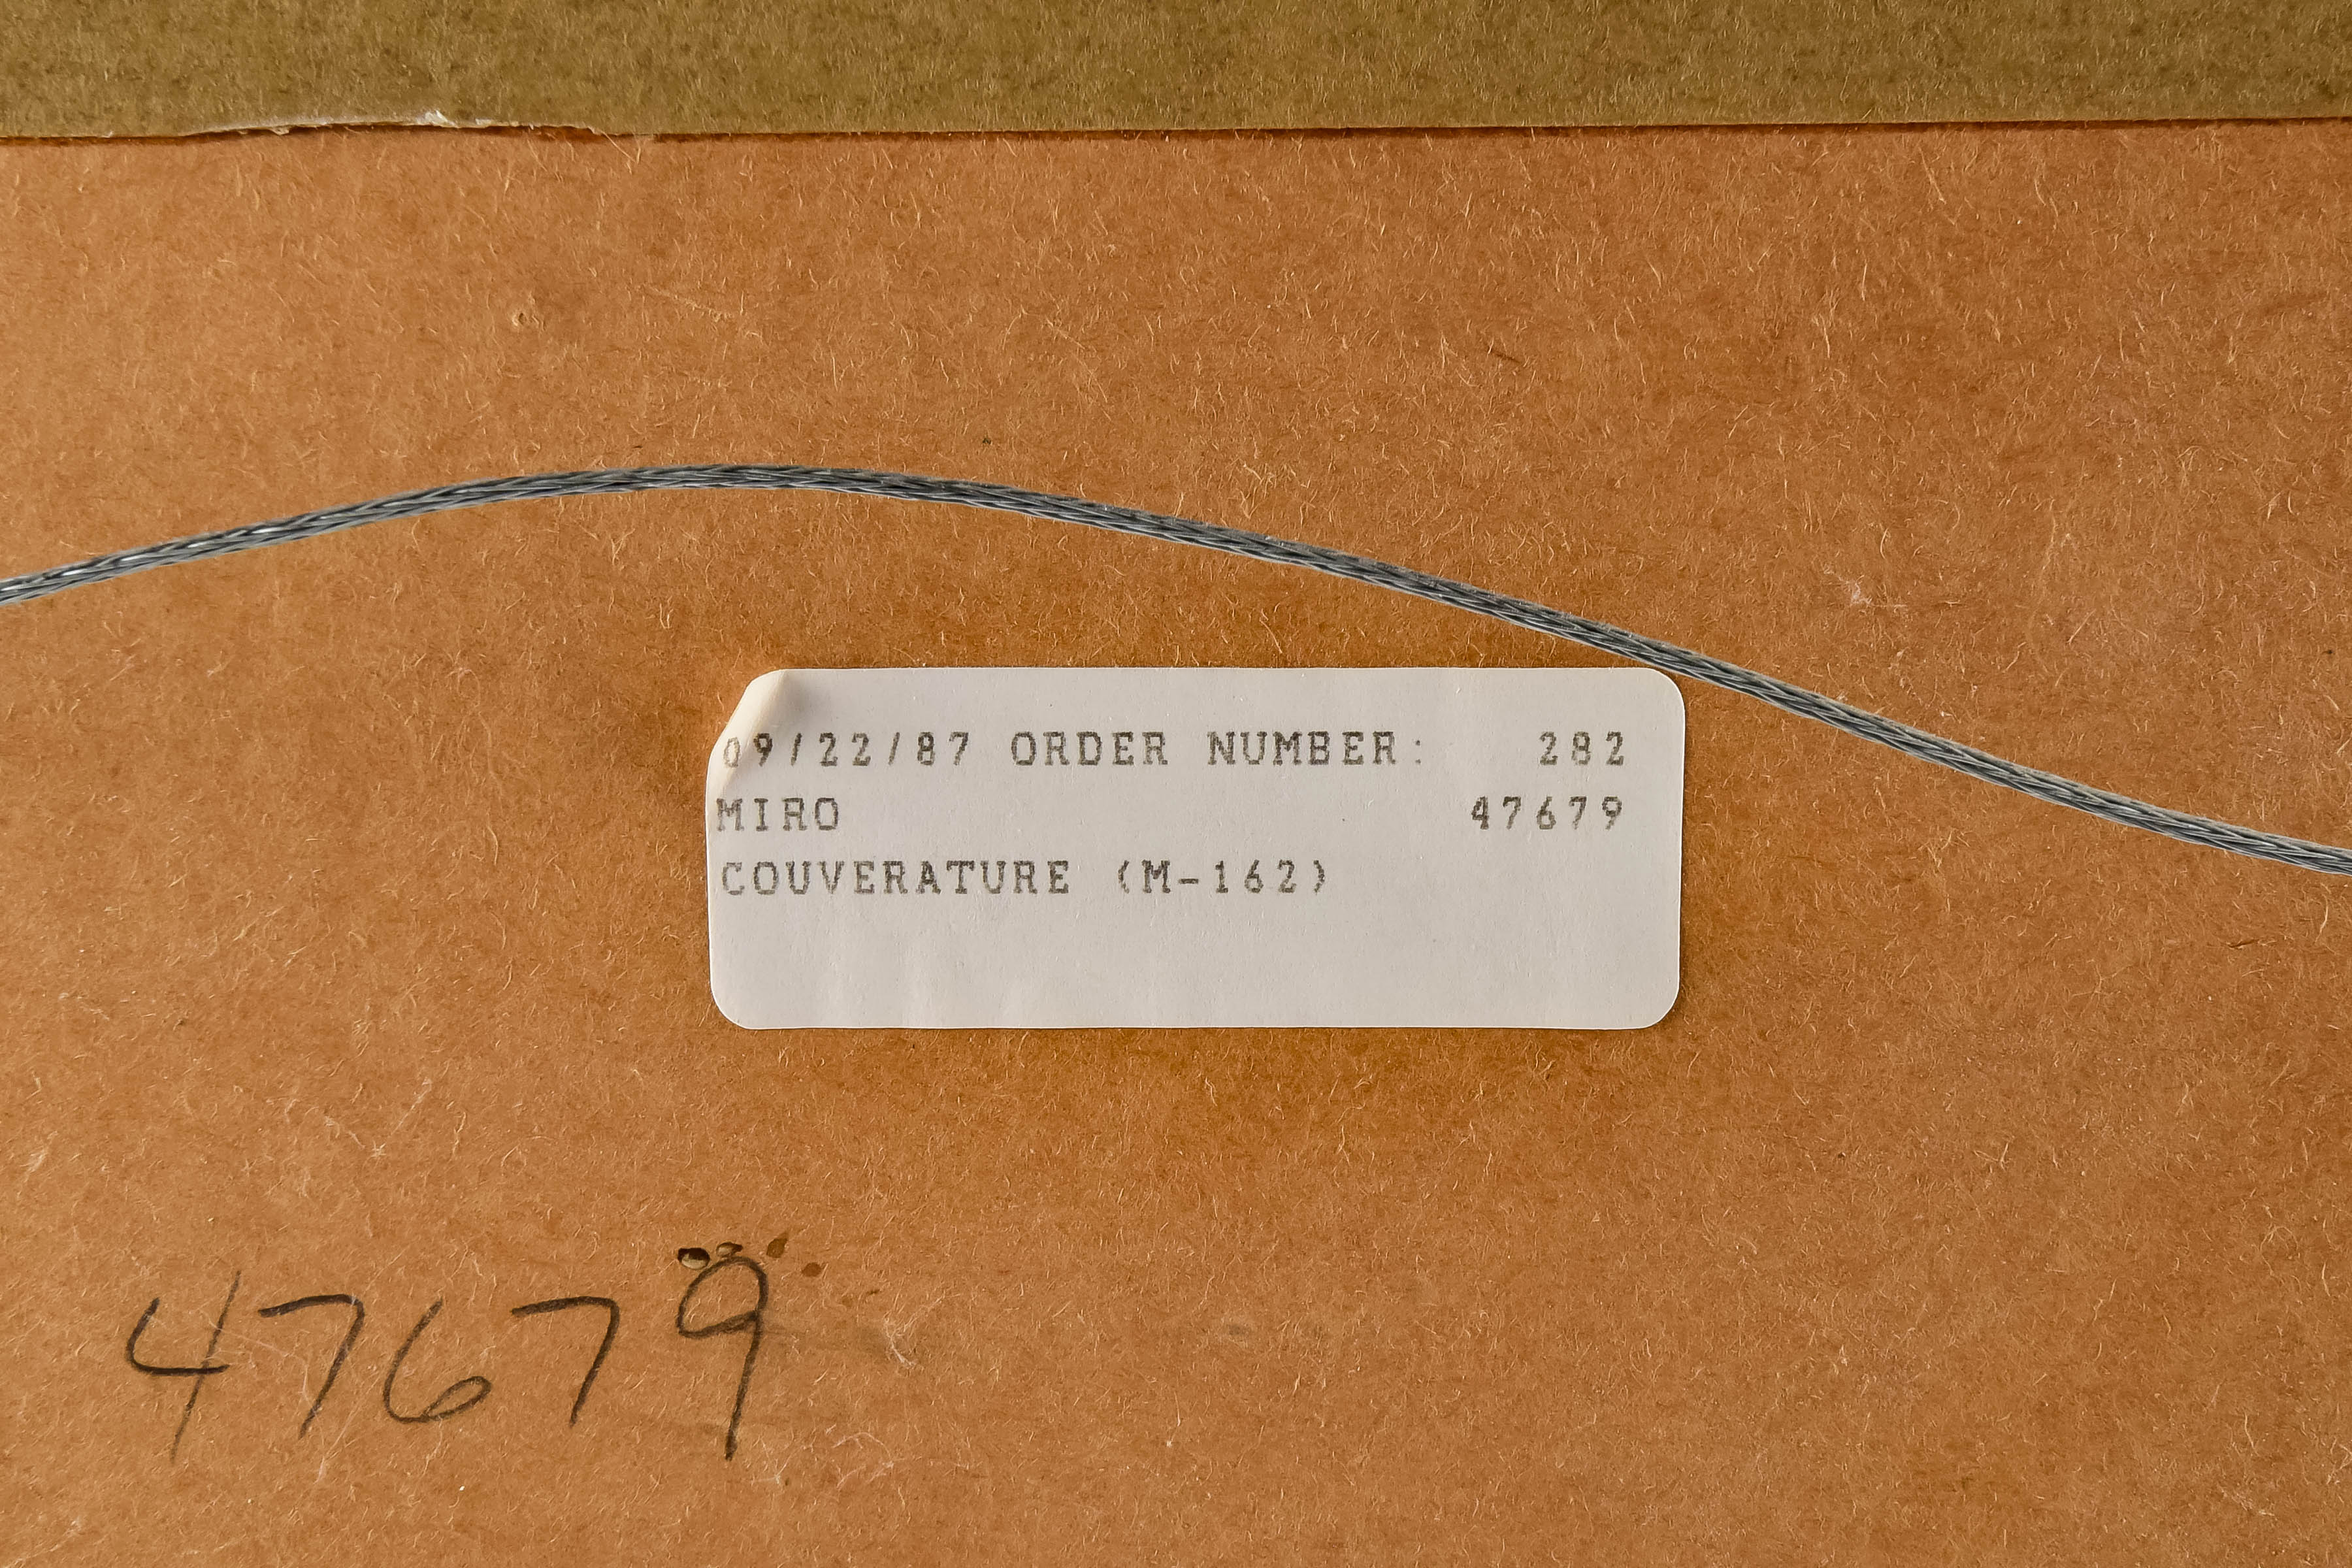 09/22/87 ORDER NUMBER: 282
MIRO 47679
COUVERATURE (M-162)
47679